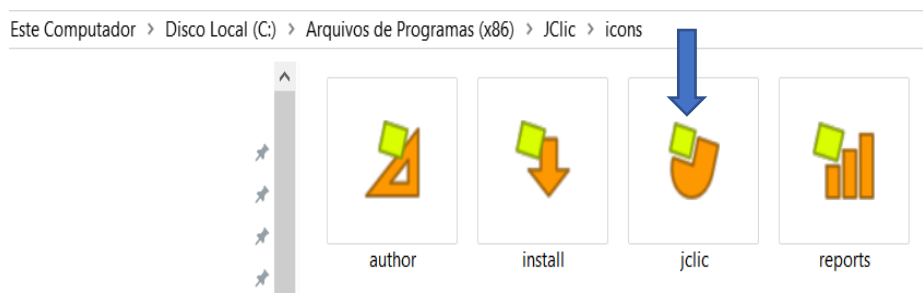 Este Computador > Disco Local (C:) > Arquivos de Programas (x86) > JClic > icons
author install jclic reports